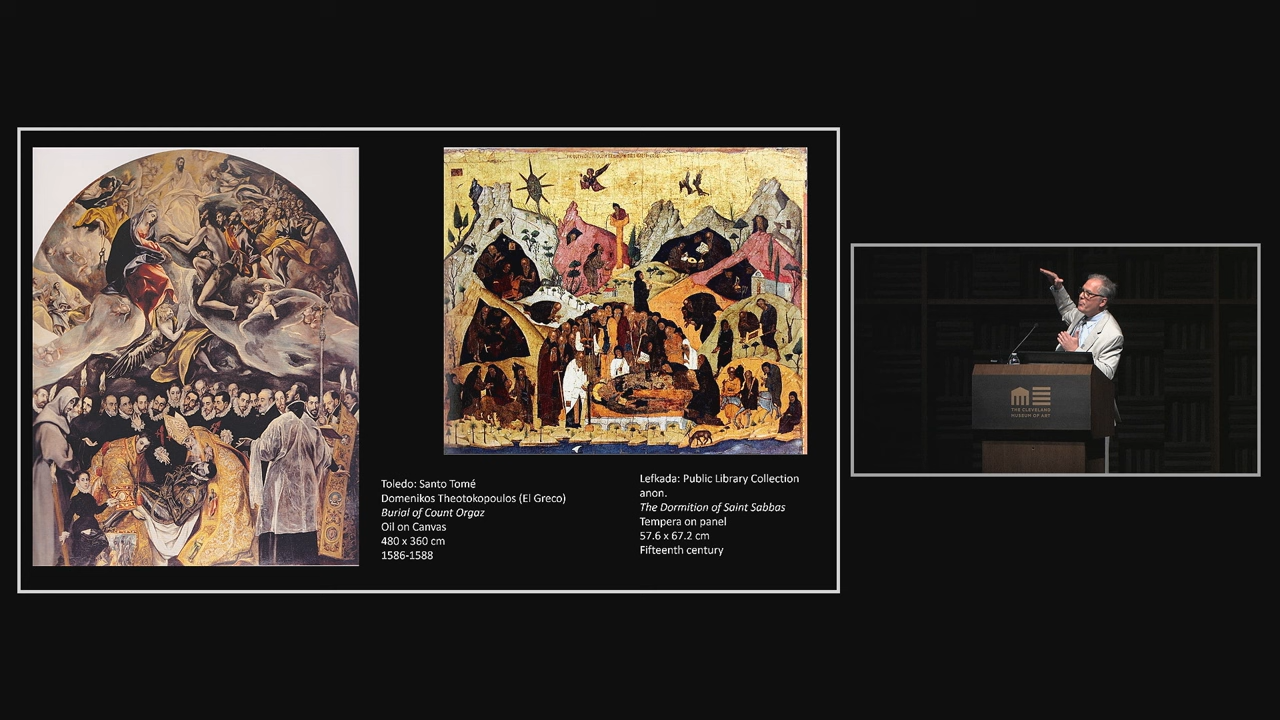 Toledo: Santo Tomé
Domenikos Theotokopoulos (El Greco)
Burial of Count Orgaz
Oil on Canvas
480 x 360 cm
1586-1588
Lefkada: Public Library Collection
anon.
The Dormition of Saint Sabbas
Tempera on panel
57.6 x 67.2 cm
Fifteenth century
THE CLEVELAND
MUSEUM OF ART